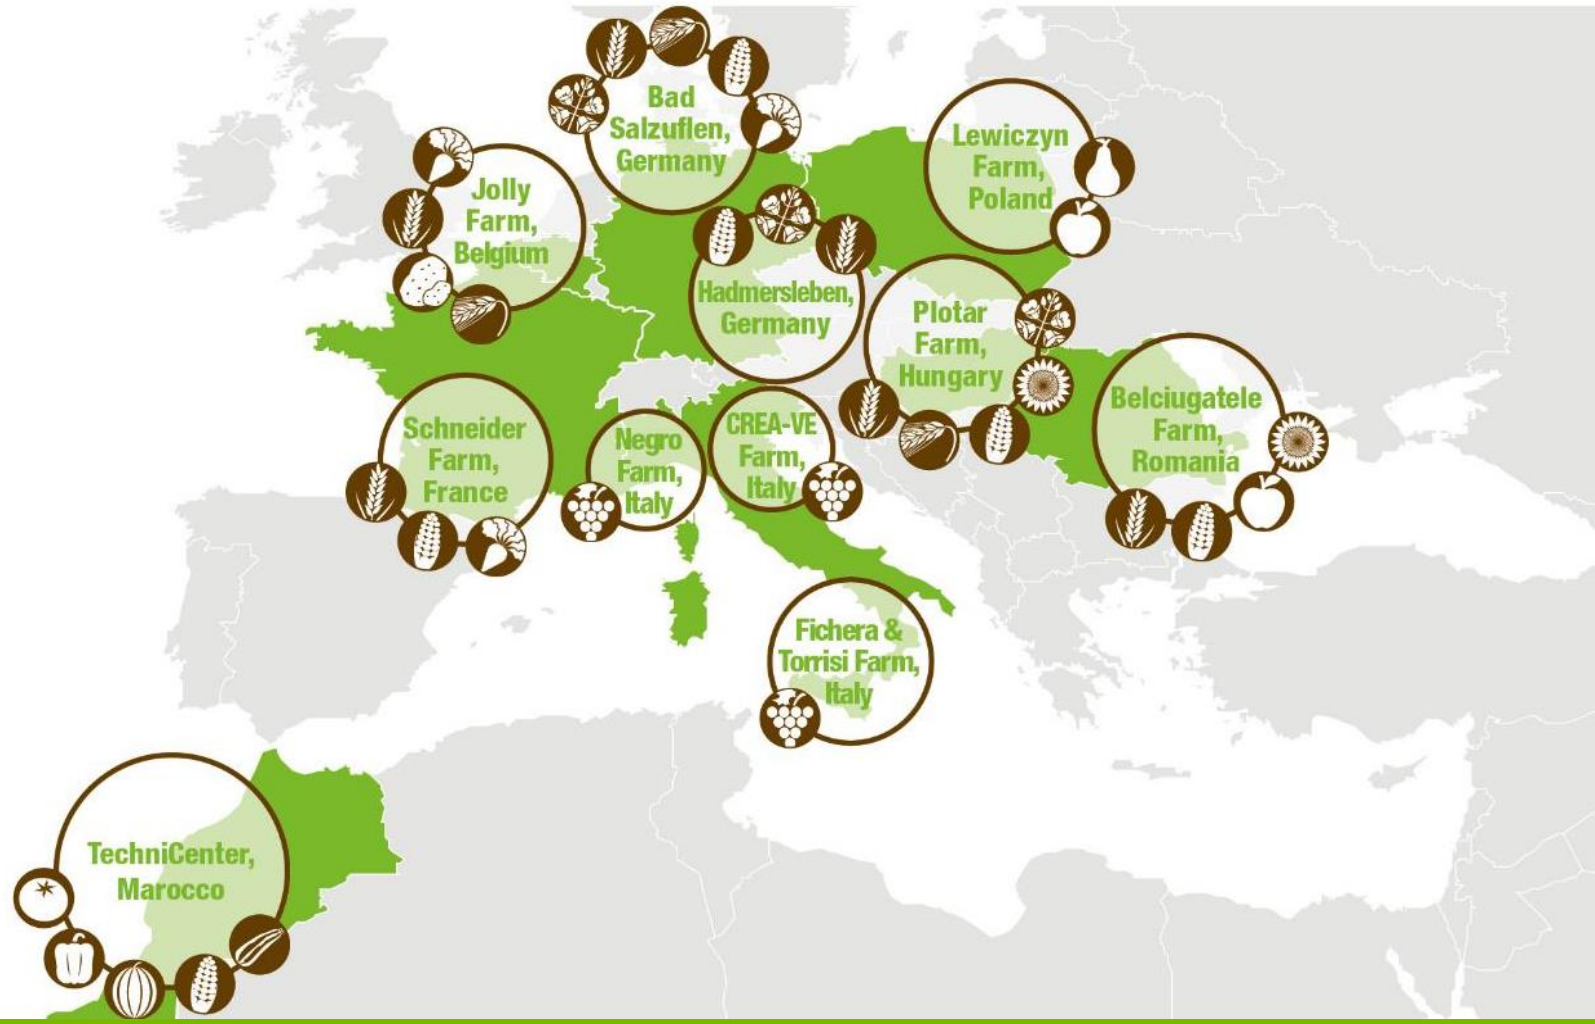 Bad
Salzuflen,
Germany
Lewiczyn
Farm,
Poland
Jolly
Farm,
Belgium
Hadmersleben,
Germany
Plotar
Farm,
Hungary
Belciugatele
Farm,
Romania
Schneider
Farm,
France
Negro
Farm,
Italy
CREA-VE
Farm,
Italy
Fichera &
Torrisi Farm,
Italy
TechniCenter,
Marocco